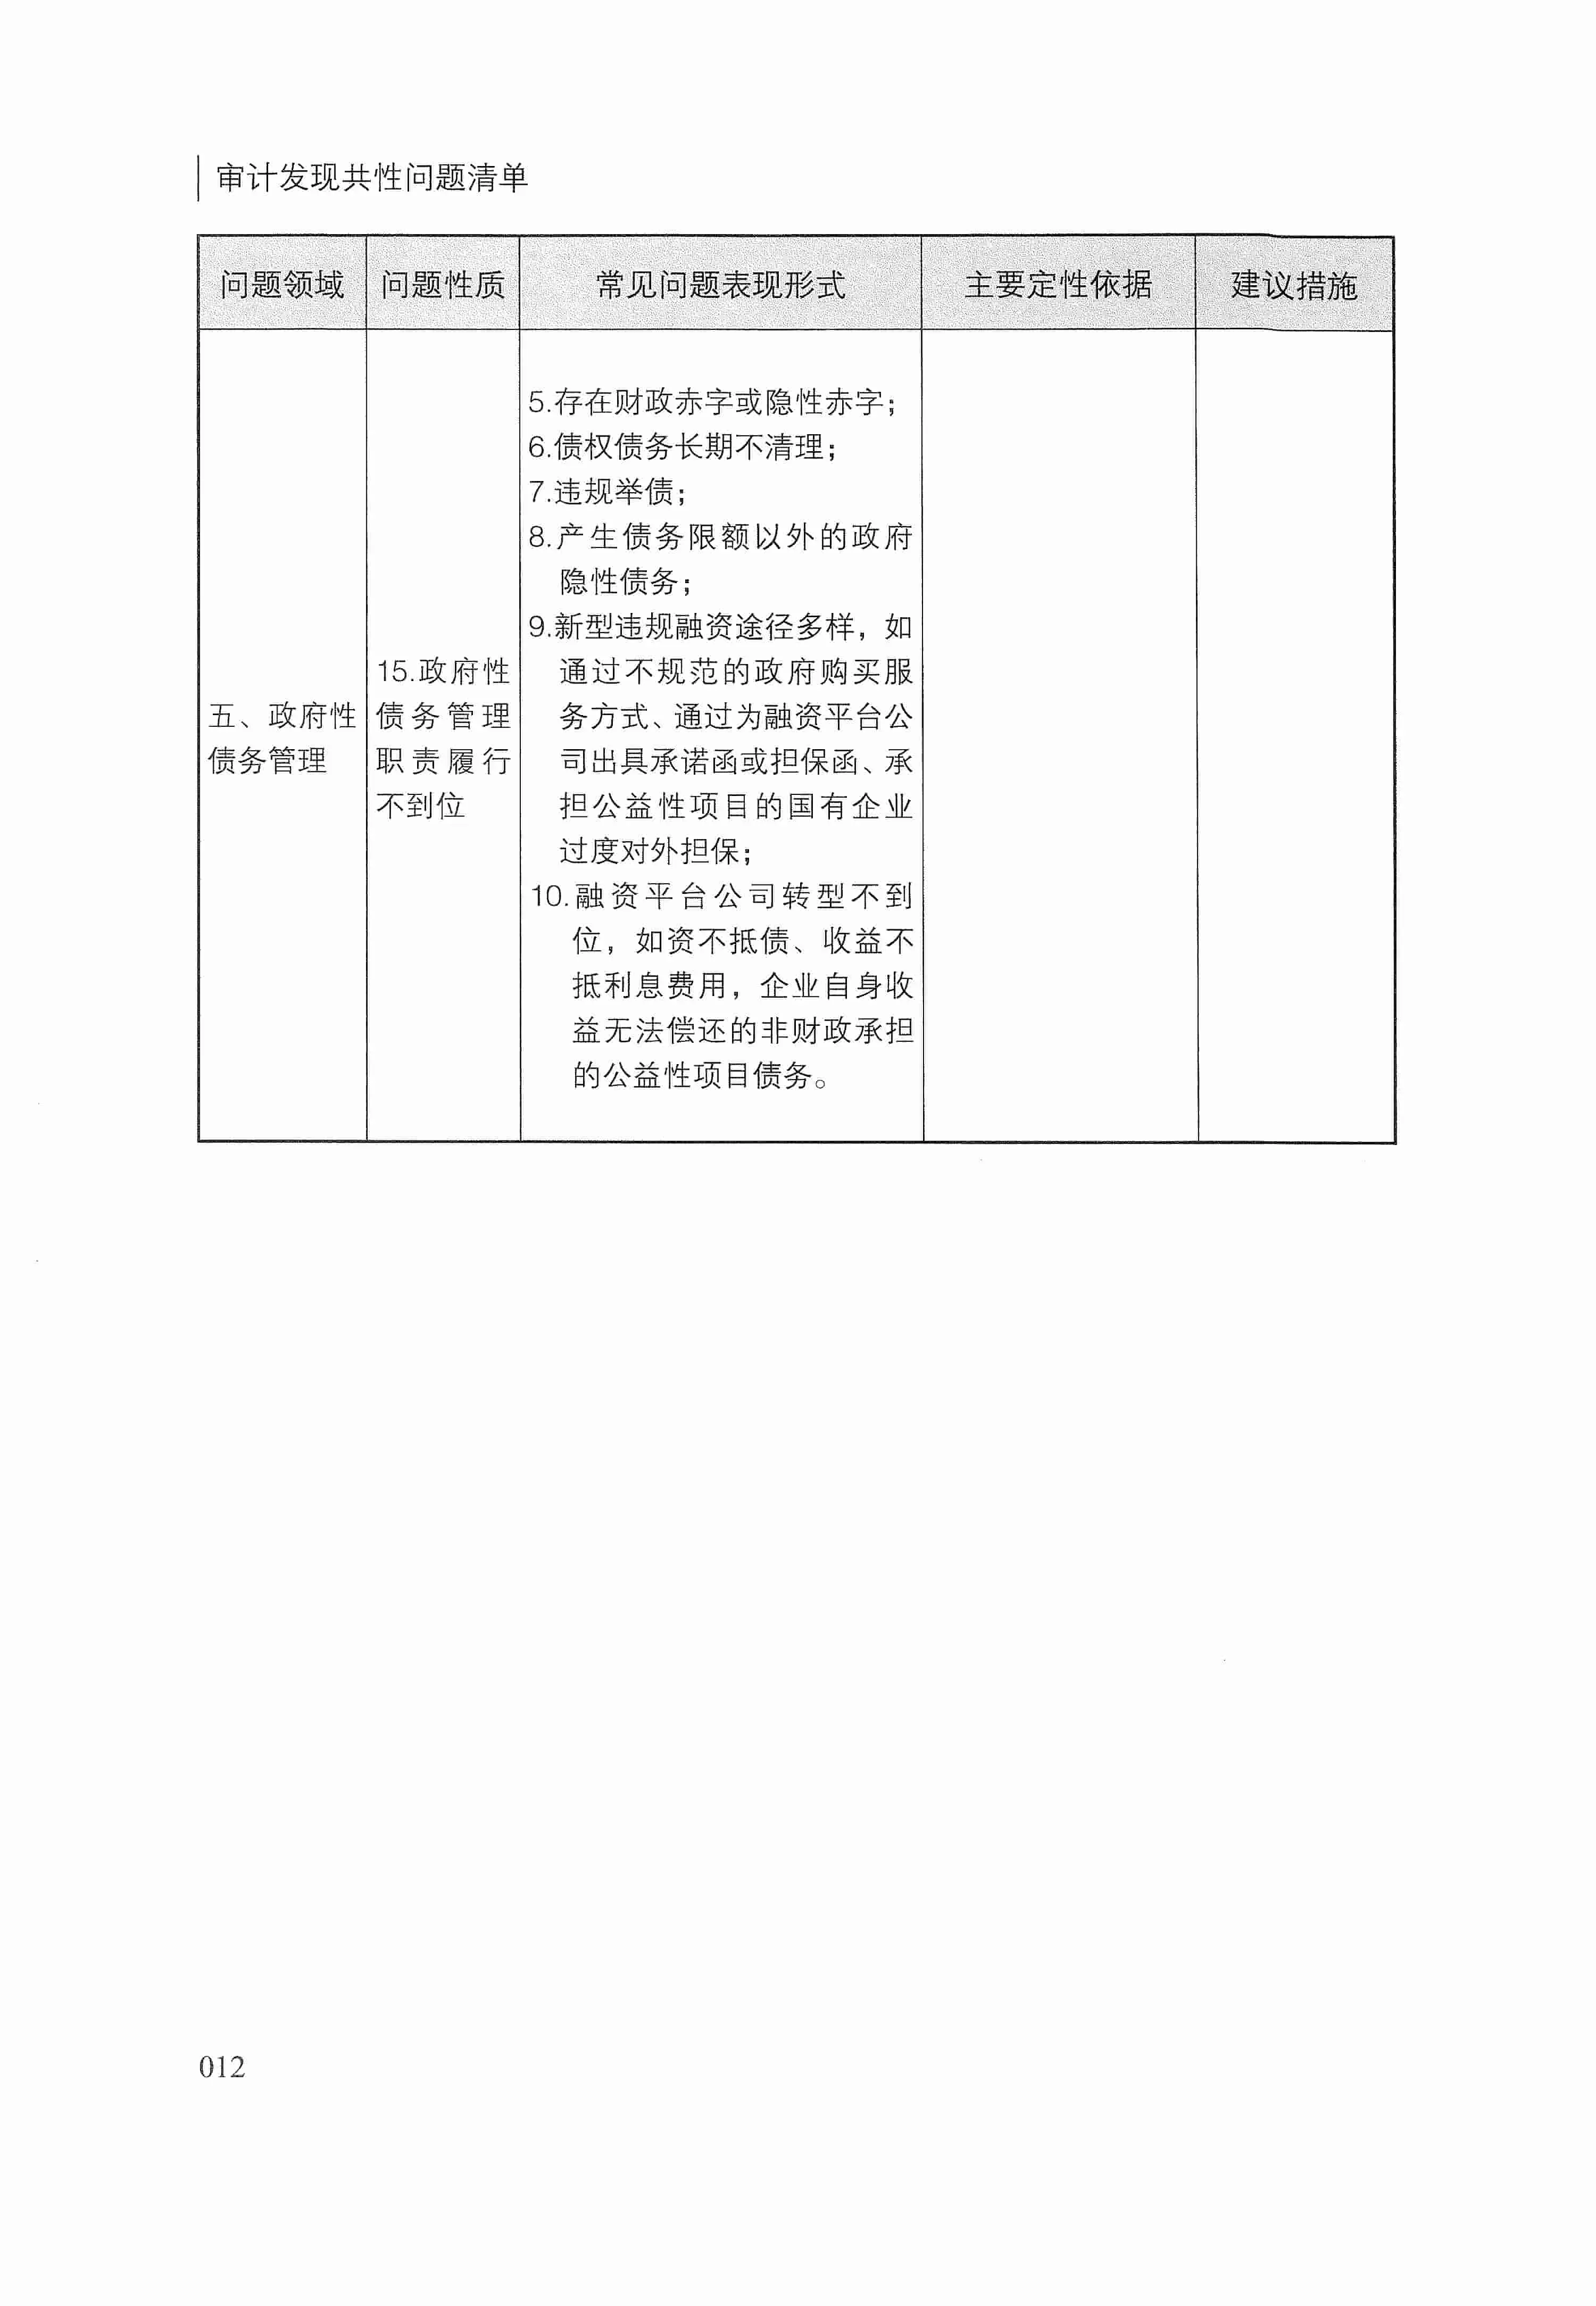 审计发现共性问题清单
问题领域 问题性质 常见问题表现形式 主要定性依据 建议措施
五、政府性
债务管理
15.政府性
债务管理
职责履行
不到位
5.存在财政赤字或隐性赤字；
6.债权债务长期不清理；
7.违规举债；
8.产生债务限额以外的政府
隐性债务；
9.新型违规融资途径多样，如
通过不规范的政府购买服
务方式、通过为融资平台公
司出具承诺函或担保函、承
担公益性项目的国有企业
过度对外担保；
10.融资平台公司转型不到
位，如资不抵债、收益不
抵利息费用，企业自身收
益无法偿还的非财政承担
的公益性项目债务。
012